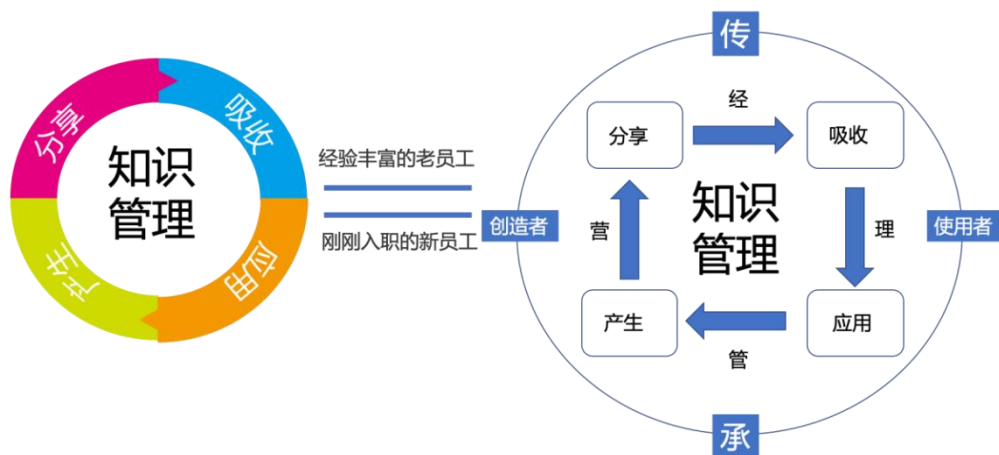 分享
吸收
知识
管理
产生
应用
经验丰富的老员工
刚刚入职的新员工
传
经
分享
吸收
知识
管理
创造者
营
理
使用者
产生
应用
管
承